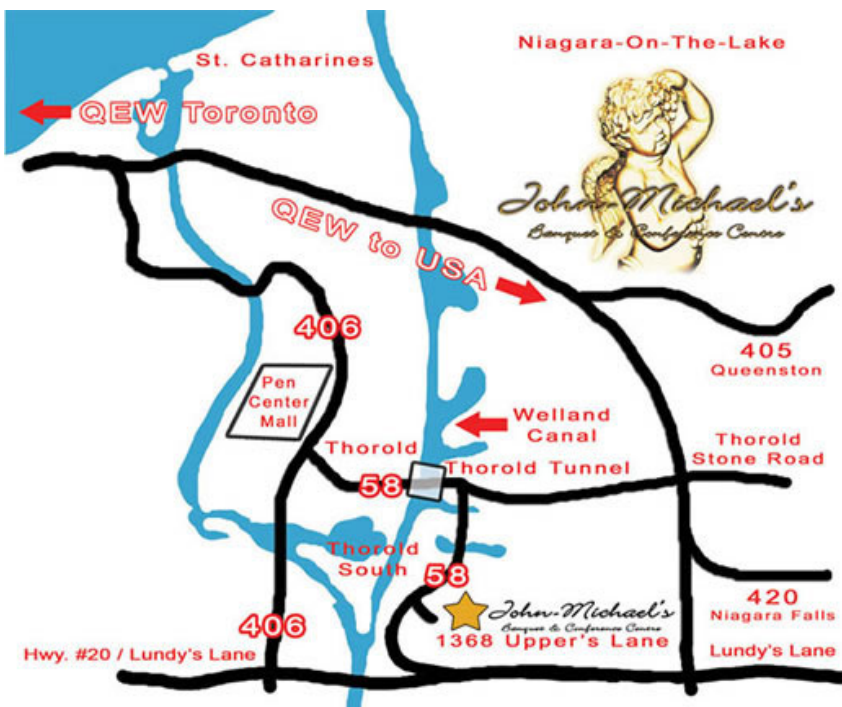 Niagara-On-The-Lake
St. Catharines
QEW Toronto
John-Michael's
Banquet & Conference Centre
QEW to
USA
406
405
Queenston
Pen
Center
Mall
Welland
Canal
Thorold
Thorold
Stone Road
Thorold Tunnel
58
Thorold
South
58
420
Niagara Falls
John-Michael's
Banquet & Conference Centre
1368 Upper's Lane
406
Hwy. #20 / Lundy's Lane
Lundy's Lane